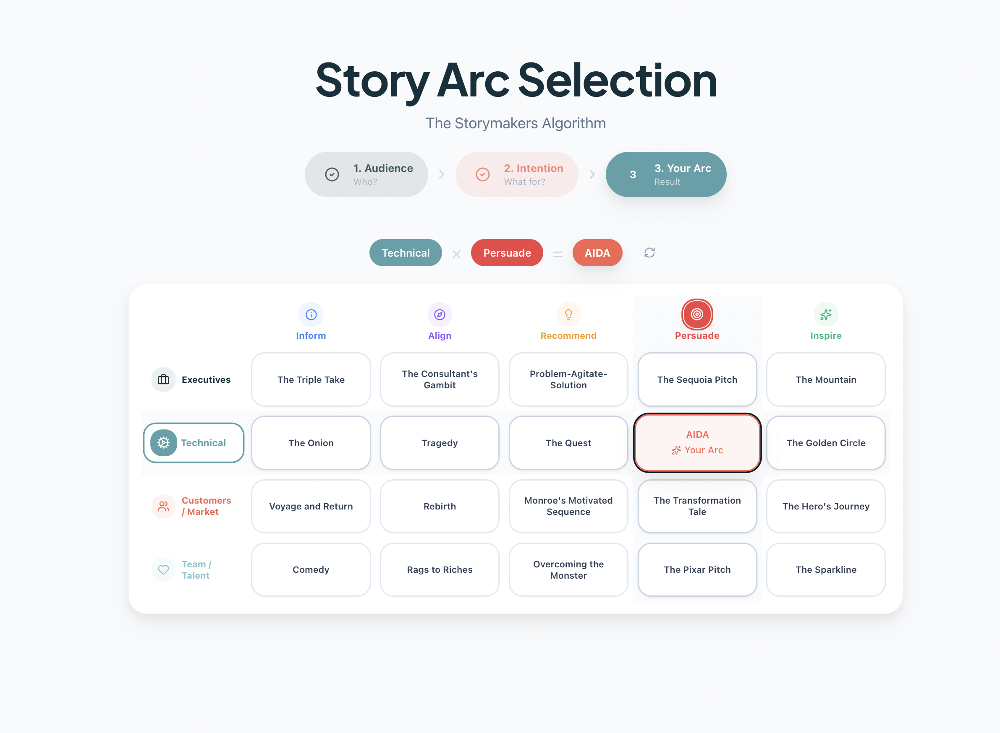 Story Arc Selection
The Storymakers Algorithm
1. Audience
Who?
2. Intention
What for?
3
3. Your Arc
Result
Technical × Persuade = AIDA
Inform
Align
Recommend
Persuade
Inspire
Executives
The Triple Take
The Consultant's
Gambit
Problem-Agitate-
Solution
The Sequoia Pitch
The Mountain
Technical
The Onion
Tragedy
The Quest
AIDA
Your Arc
The Golden Circle
Customers
/ Market
Voyage and Return
Rebirth
Monroe's Motivated
Sequence
The Transformation
Tale
The Hero's Journey
Team /
Talent
Comedy
Rags to Riches
Overcoming the
Monster
The Pixar Pitch
The Sparkline